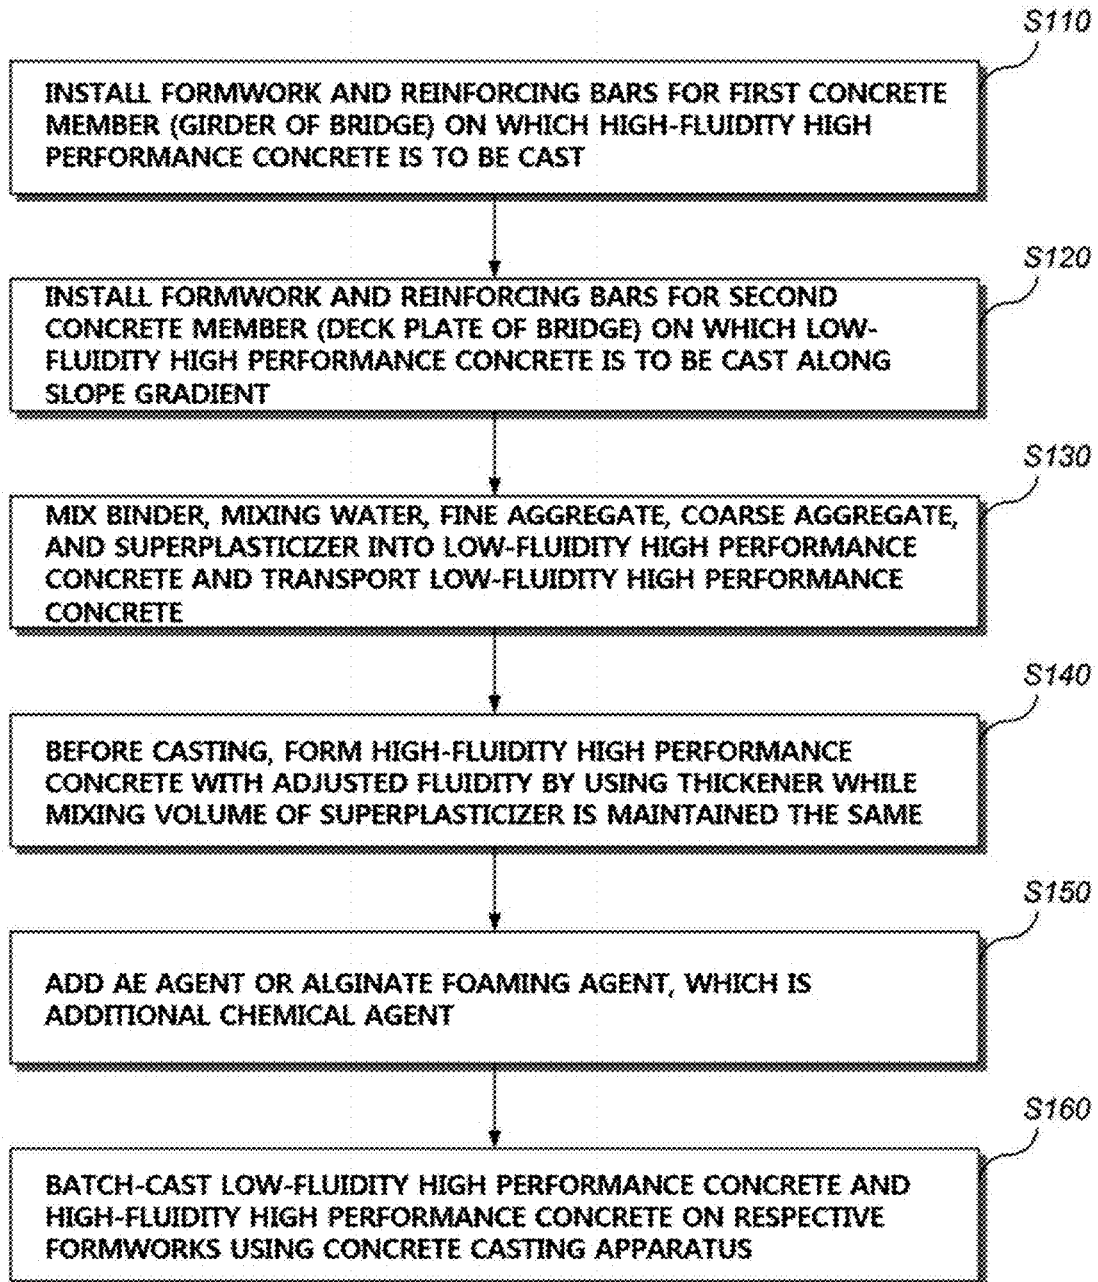 S110
INSTALL FORMWORK AND REINFORCING BARS FOR FIRST CONCRETE
MEMBER (GIRDER OF BRIDGE) ON WHICH HIGH-FLUIDITY HIGH
PERFORMANCE CONCRETE IS TO BE CAST
S120
INSTALL FORMWORK AND REINFORCING BARS FOR SECOND
CONCRETE MEMBER (DECK PLATE OF BRIDGE) ON WHICH LOW-
FLUIDITY HIGH PERFORMANCE CONCRETE IS TO BE CAST ALONG
SLOPE GRADIENT
S130
MIX BINDER, MIXING WATER, FINE AGGREGATE, COARSE AGGREGATE,
AND SUPERPLASTICIZER INTO LOW-FLUIDITY HIGH PERFORMANCE
CONCRETE AND TRANSPORT LOW-FLUIDITY HIGH PERFORMANCE
CONCRETE
S140
BEFORE CASTING, FORM HIGH-FLUIDITY HIGH PERFORMANCE
CONCRETE WITH ADJUSTED FLUIDITY BY USING THICKENER WHILE
MIXING VOLUME OF SUPERPLASTICIZER IS MAINTAINED THE SAME
S150
ADD AE AGENT OR ALGINATE FOAMING AGENT, WHICH IS
ADDITIONAL CHEMICAL AGENT
S160
BATCH-CAST LOW-FLUIDITY HIGH PERFORMANCE CONCRETE AND
HIGH-FLUIDITY HIGH PERFORMANCE CONCRETE ON RESPECTIVE
FORMWORKS USING CONCRETE CASTING APPARATUS